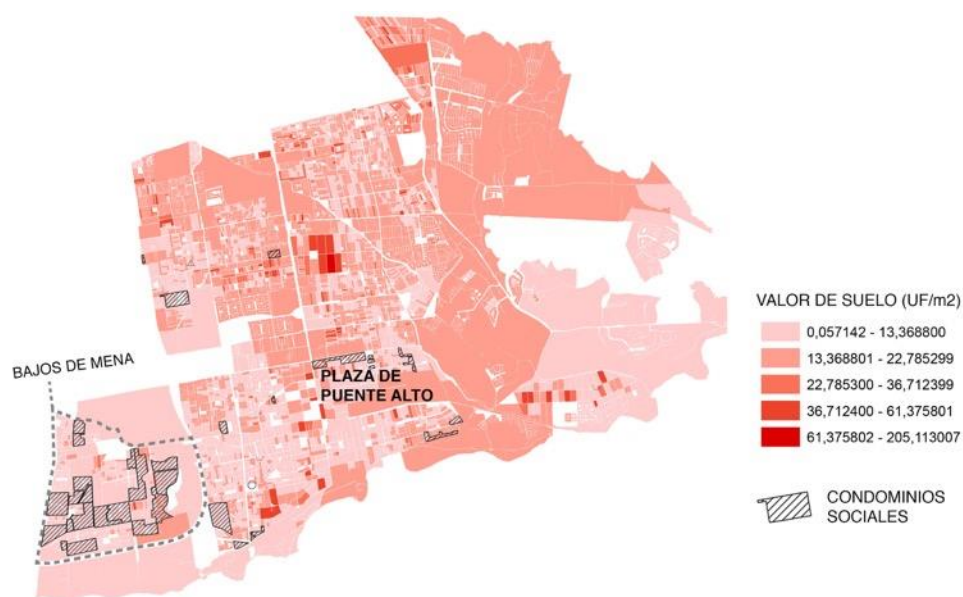 BAJOS DE MENA
PLAZA DE
PUENTE ALTO
VALOR DE SUELO (UF/m2)
0,057142 - 13,368800
13,368801 - 22,785299
22,785300 - 36,712399
36,712400 - 61,375801
61,375802 - 205,113007
CONDOMINIOS
SOCIALES